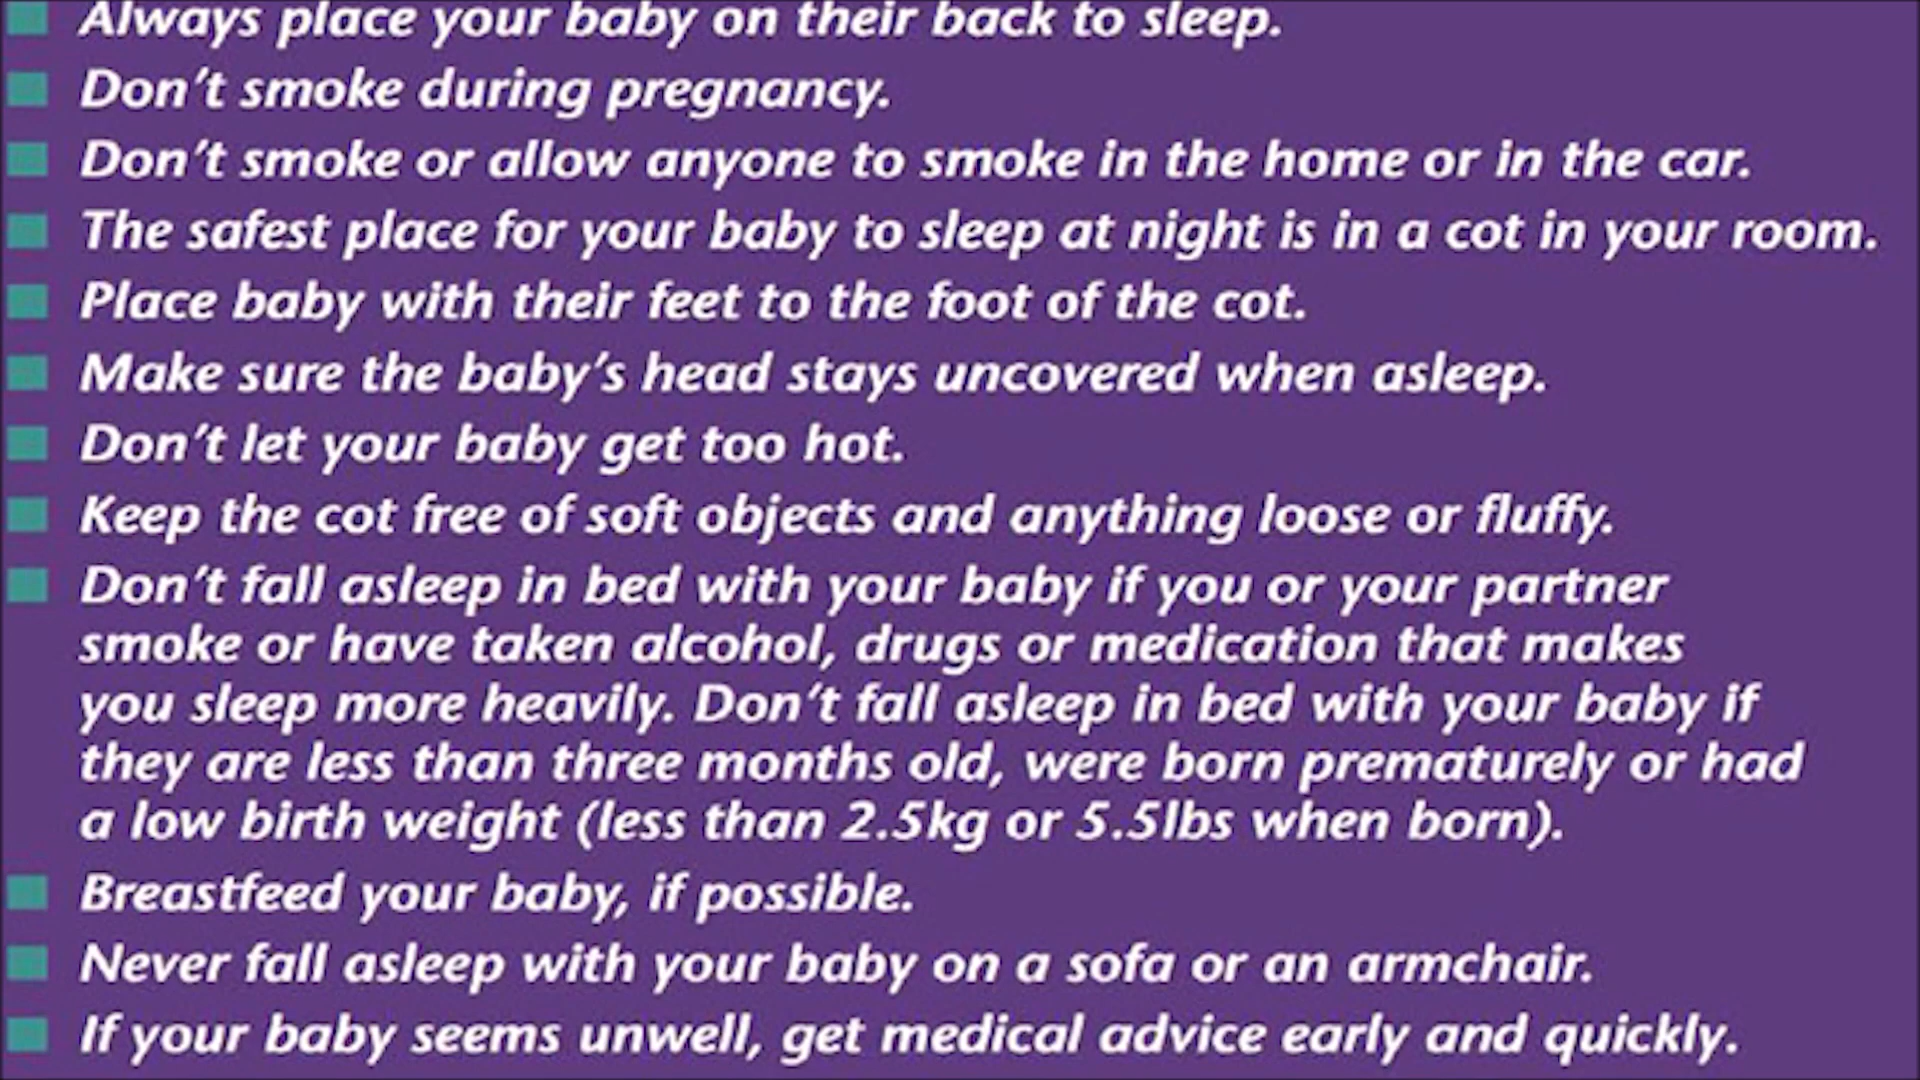 Always place your baby on their back to sleep.
Don't smoke during pregnancy.
Don't smoke or allow anyone to smoke in the home or in the car.
The safest place for your baby to sleep at night is in a cot in your room.
Place baby with their feet to the foot of the cot.
Make sure the baby's head stays uncovered when asleep.
Don't let your baby get too hot.
Keep the cot free of soft objects and anything loose or fluffy.
Don't fall asleep in bed with your baby if you or your partner
smoke or have taken alcohol, drugs or medication that makes
you sleep more heavily. Don't fall asleep in bed with your baby if
they are less than three months old, were born prematurely or had
a low birth weight (less than 2.5kg or 5.5lbs when born).
Breastfeed your baby, if possible.
Never fall asleep with your baby on a sofa or an armchair.
If your baby seems unwell, get medical advice early and quickly.